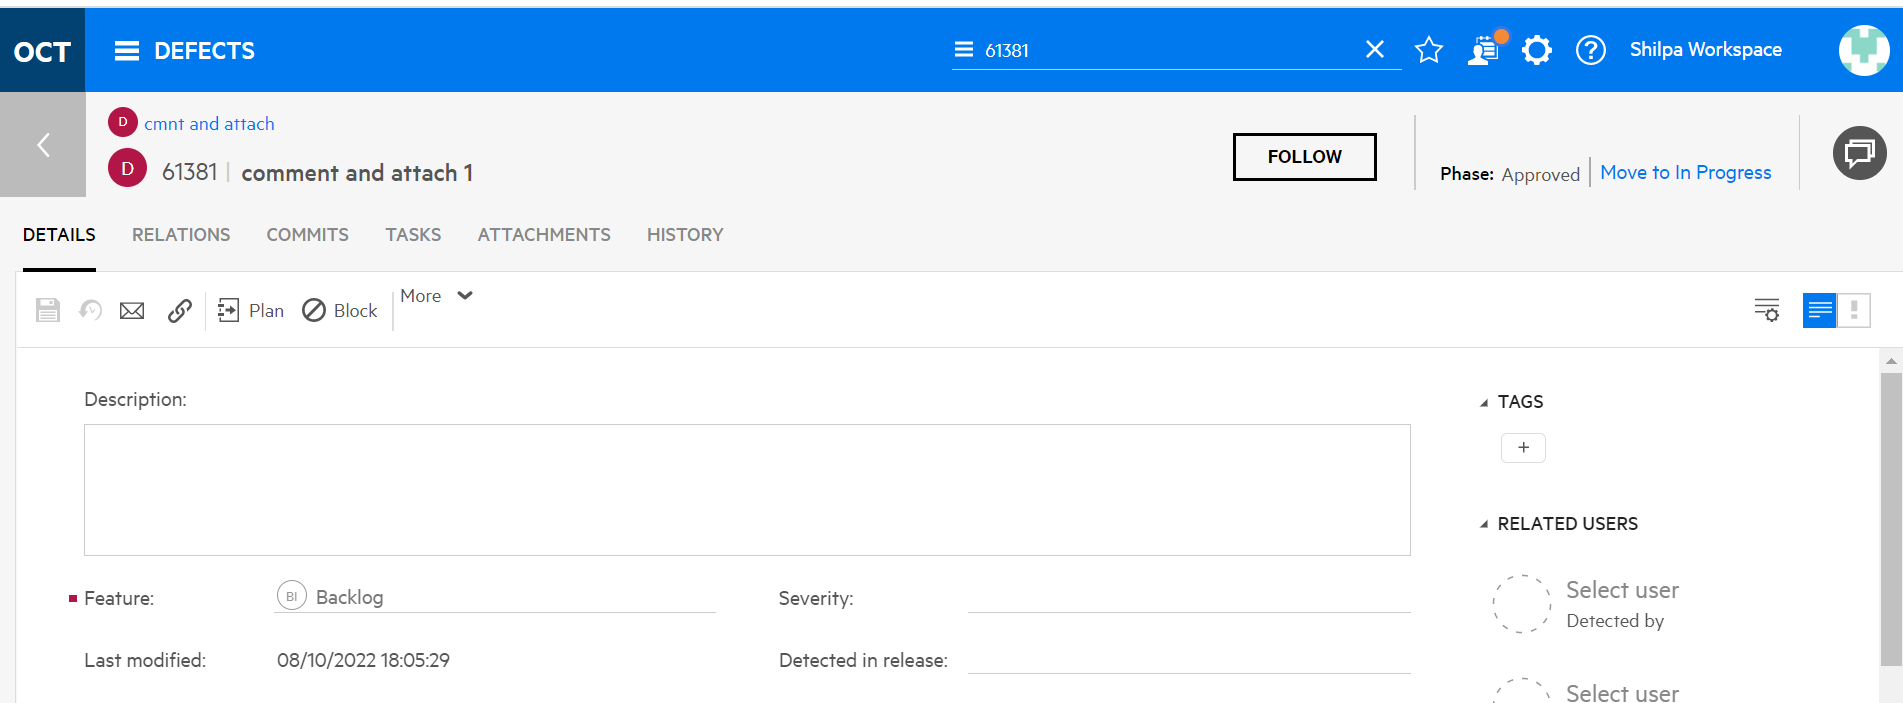 OCT
DEFECTS
61381
Shilpa Workspace
D cmnt and attach
D 61381 | comment and attach 1
FOLLOW
Phase: Approved
Move to In Progress
DETAILS RELATIONS COMMITS TASKS ATTACHMENTS HISTORY
Plan Block More
Description:
TAGS
+
RELATED USERS
Select user
Detected by
Feature: BI Backlog
Severity:
Last modified: 08/10/2022 18:05:29
Detected in release:
Select user